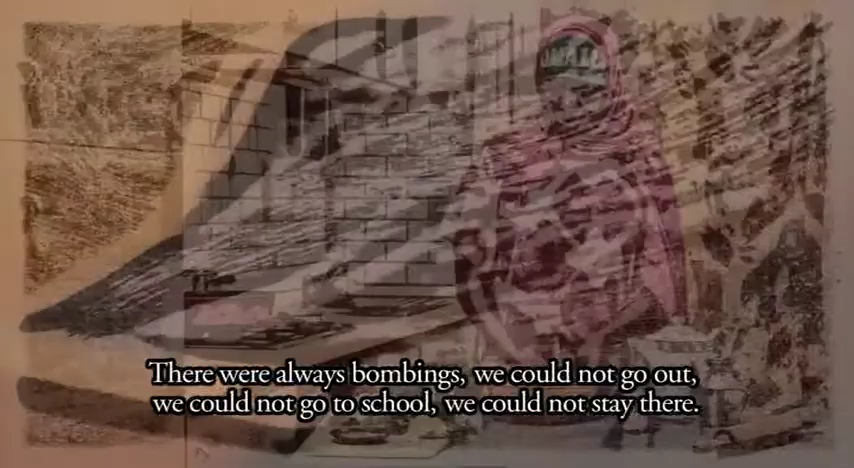 There were always bombings, we could not go out,
we could not go to school, we could not stay there.